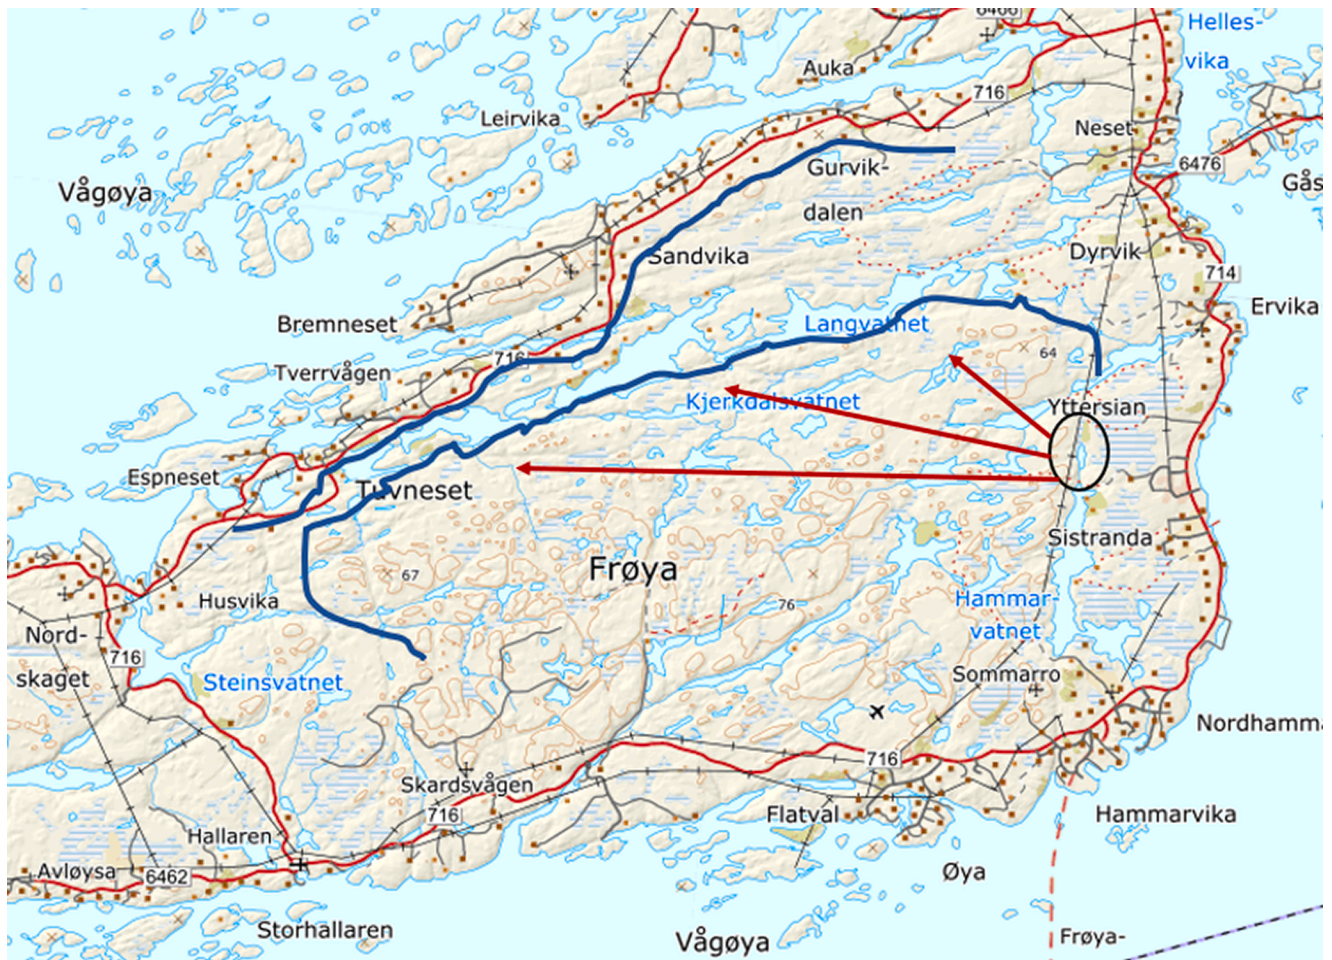 6466
Helles-
vika
Auka
716
Leirvika
Neset
6476
Gurvik-
dalen
Vågøya
Gås
Sandvika
Dyrvik
714
Ervika
Bremneset
Langvatnet
64
716
Tverrvågen
Kjerkdalsvatnet
Yttersian
Espneset
Tuvneset
Sistranda
Frøya
67
76
Husvika
Hammar-
vatnet
Nord-
skaget
716
Steinsvatnet
Sommarro
Nordhamma
716
Skardsvågen
716
Flatval
Hammarvika
Hallaren
Avløysa
6462
Øya
Storhallaren
Vågøya
Frøya-